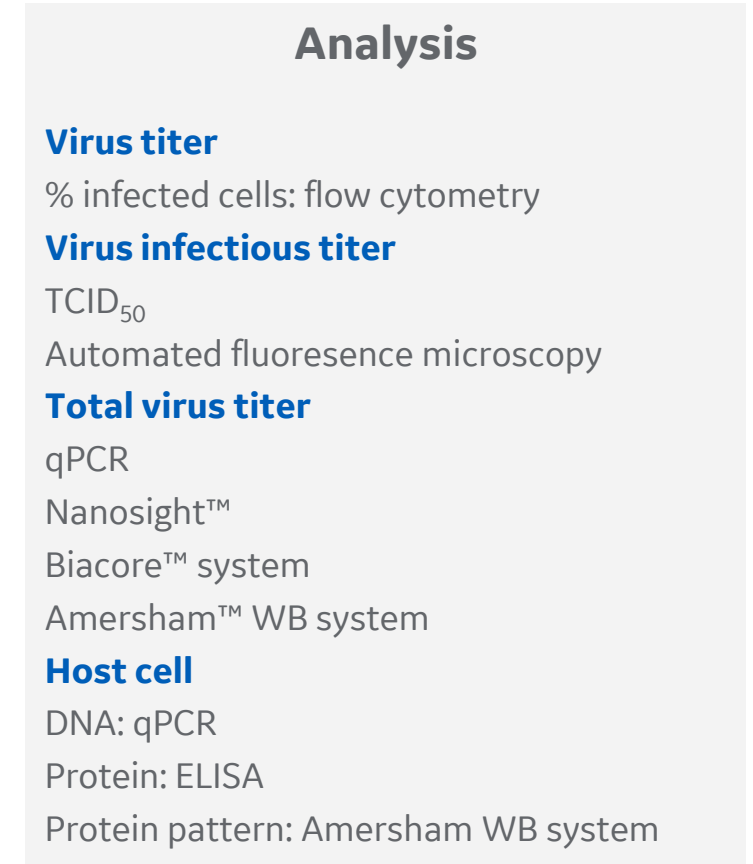 Analysis
Virus titer
% infected cells: flow cytometry
Virus infectious titer
TCID50
Automated fluoresence microscopy
Total virus titer
qPCR
Nanosight™
Biacore™ system
Amersham™ WB system
Host cell
DNA: qPCR
Protein: ELISA
Protein pattern: Amersham WB system